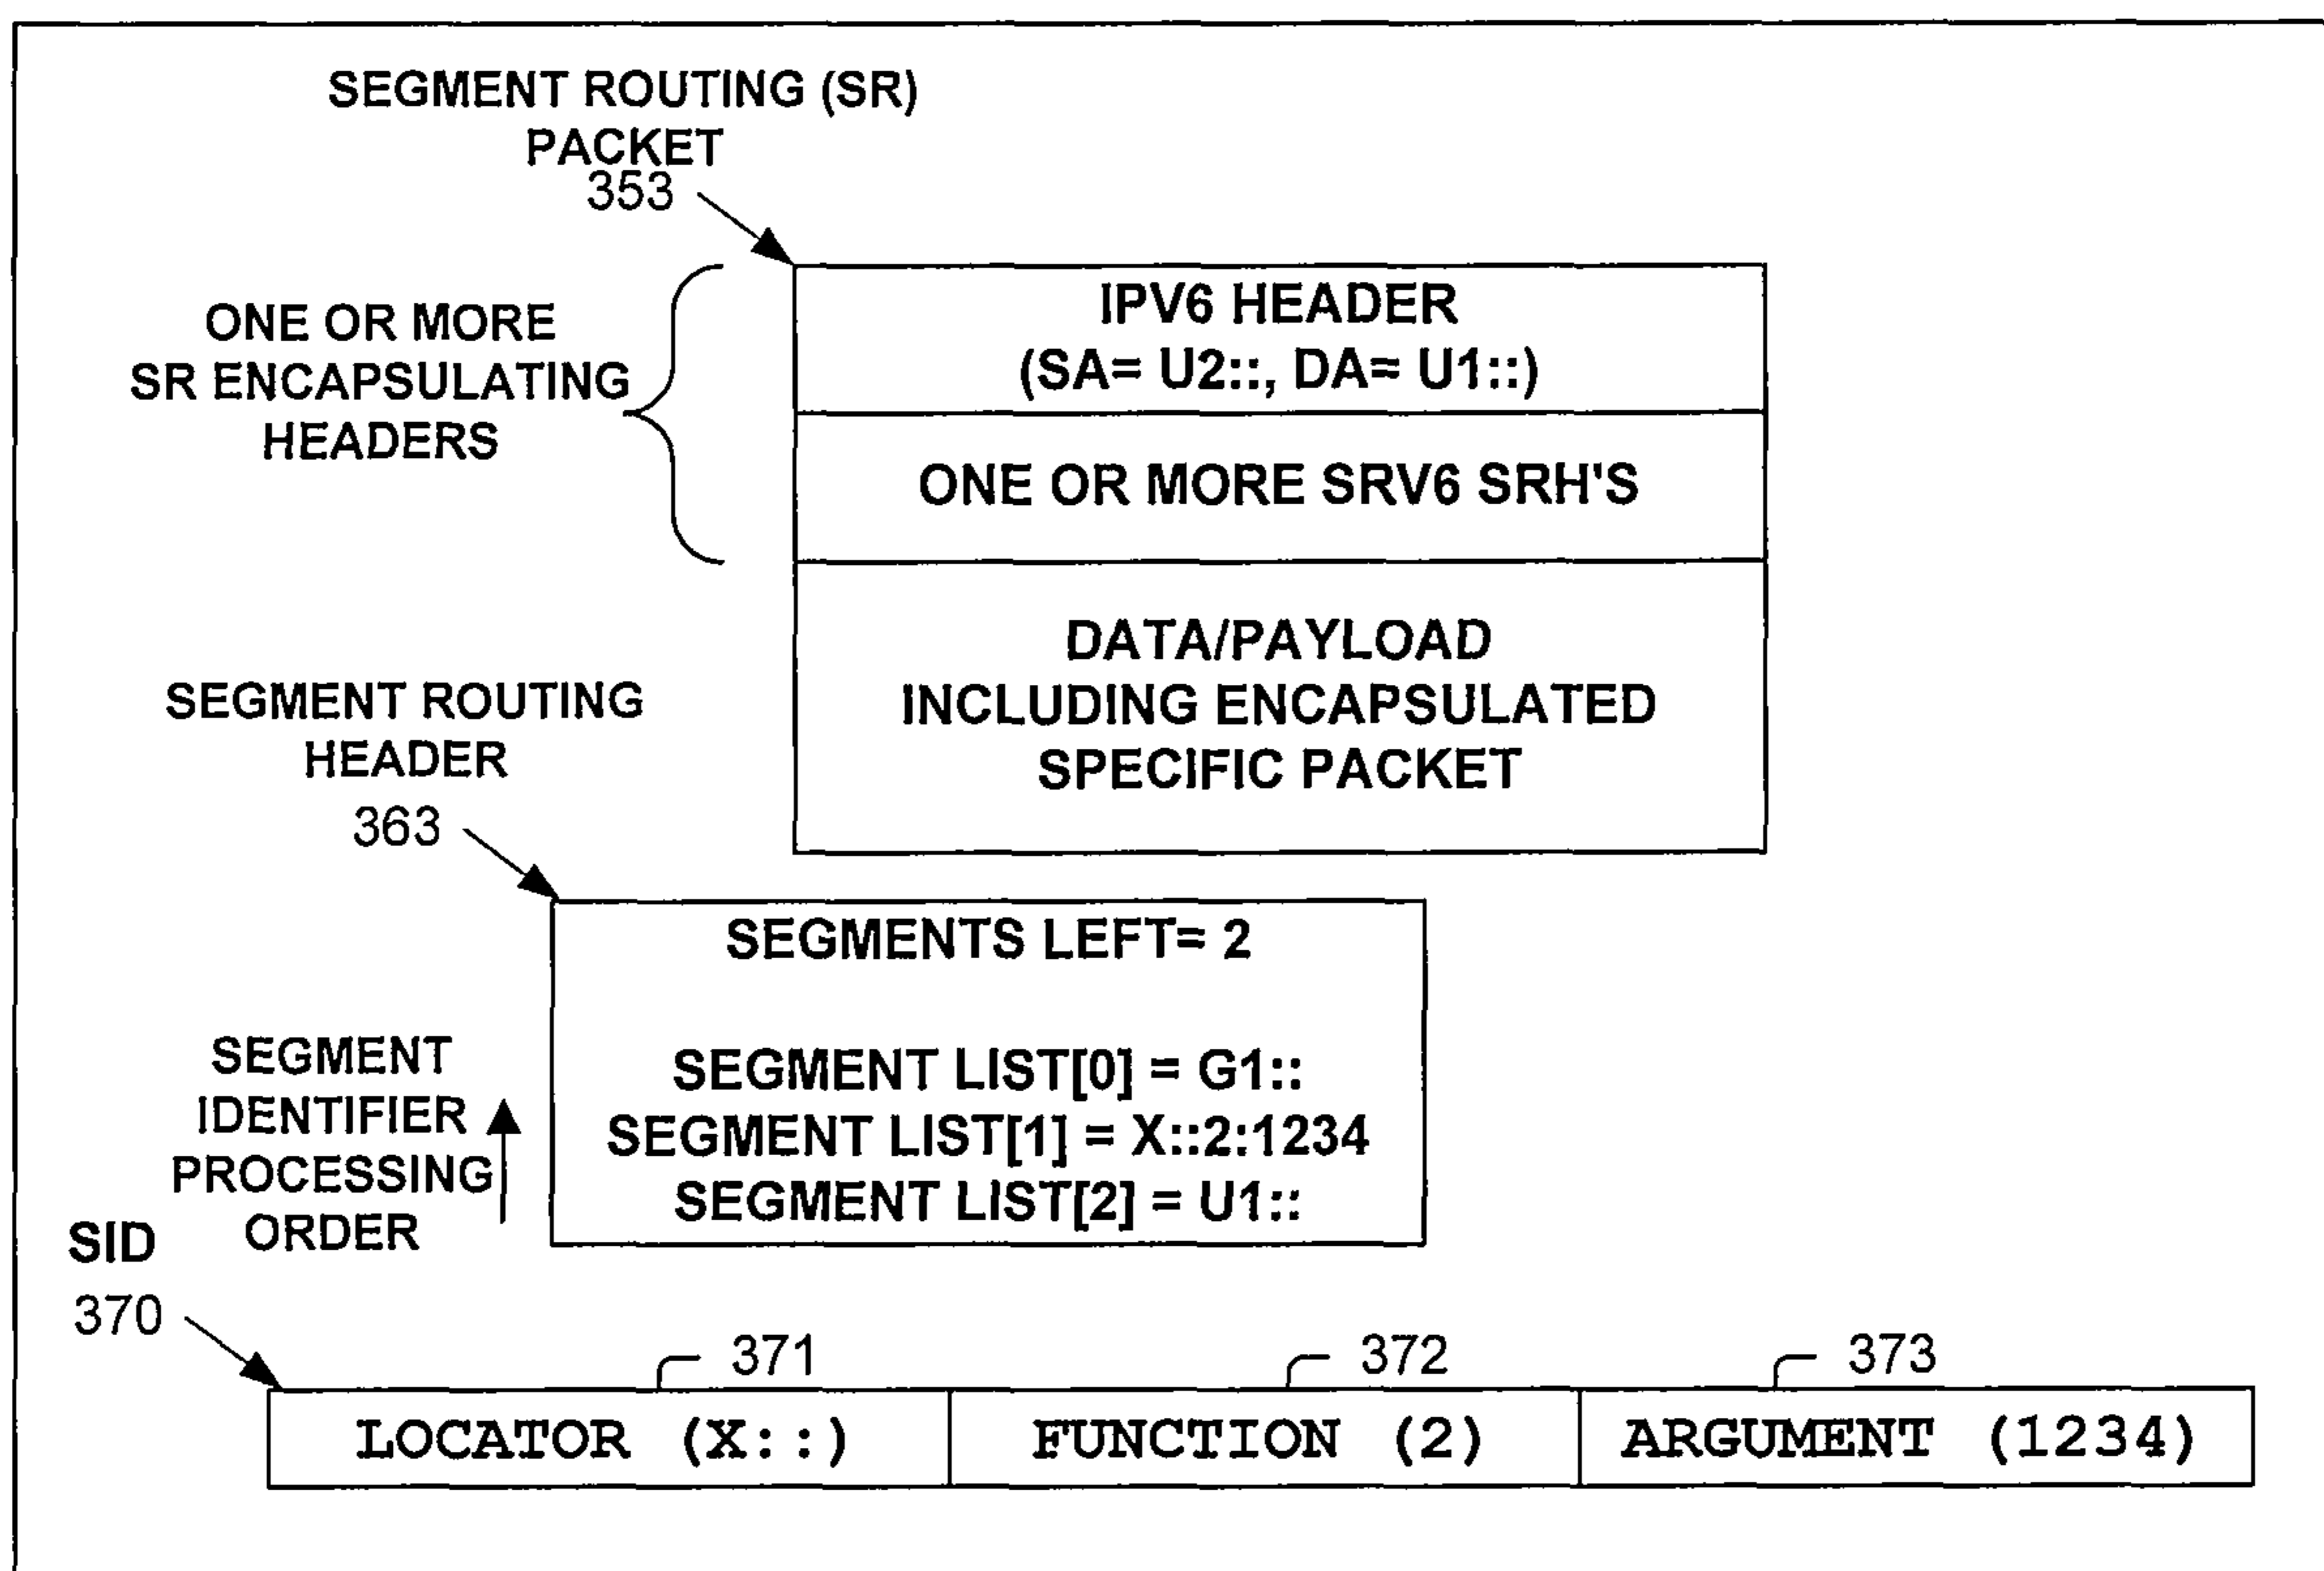 SEGMENT ROUTING (SR)
PACKET
353
IPV6 HEADER
(SA= U2::, DA= U1::)
ONE OR MORE
SR ENCAPSULATING
HEADERS
ONE OR MORE SRV6 SRH'S
DATA/PAYLOAD
INCLUDING ENCAPSULATED
SPECIFIC PACKET
SEGMENT ROUTING
HEADER
363
SEGMENTS LEFT= 2
SEGMENT LIST[0] = G1::
SEGMENT LIST[1] = X::2:1234
SEGMENT LIST[2] = U1::
SEGMENT
IDENTIFIER
PROCESSING
ORDER
SID
370
371
372
373
LOCATOR (X::)
FUNCTION (2)
ARGUMENT (1234)